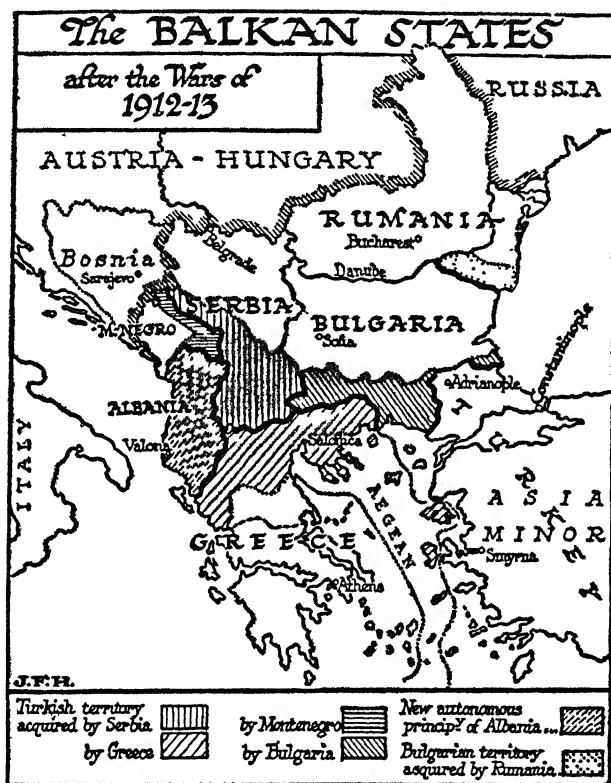 The BALKAN STATES
after the Wars of
1912-13
RUSSIA
AUSTRIA-HUNGARY
RUMANIA
Bucharest
Belgrade
Bosnia
Sarajevo
Danube
SERBIA
M-NEGRO
BULGARIA
Sofia
Constantinople
Adrianople
ALBANIA
Valona
Salonica
ITALY
TURKEY
ASIA
MINOR
AEGEAN
GREECE
Smyrna
Athens
J.F.H.
Turkish territory
acquired by Serbia
by Greece
by Montenegro
by Bulgaria
New autonomous
princip.y of Albania...
Bulgarian territory
acquired by Rumania